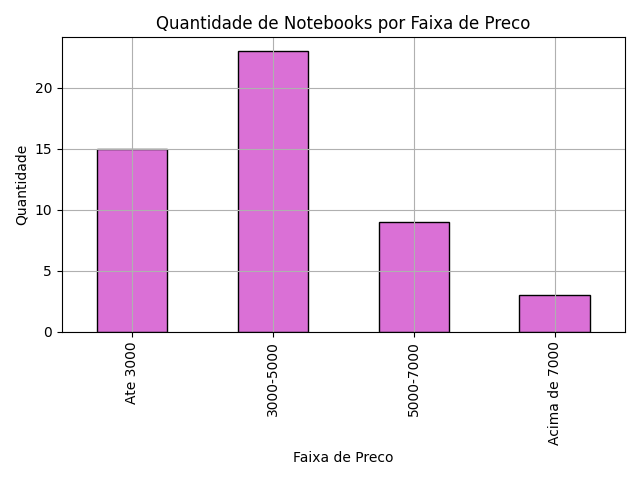 Quantidade de Notebooks por Faixa de Preco
Quantidade
20
15
10
5
0
Ate 3000
3000-5000
5000-7000
Acima de 7000
Faixa de Preco